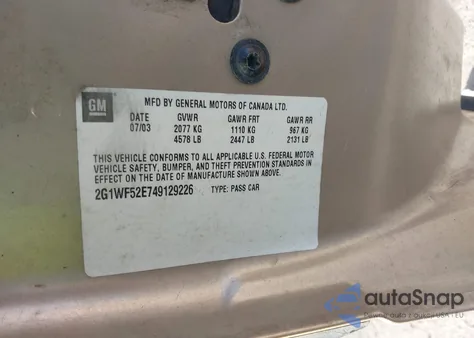 GM
MFD BY GENERAL MOTORS OF CANADA LTD.
DATE GVWR GAWR FRT GAWR RR
07/03 2077 KG 1110 KG 967 KG
4578 LB 2447 LB 2131 LB
THIS VEHICLE CONFORMS TO ALL APPLICABLE U.S. FEDERAL MOTOR
VEHICLE SAFETY, BUMPER, AND THEFT PREVENTION STANDARDS
IN EFFECT ON THE DATE OF MANUFACTURE SHOWN ABOVE.
2G1WF52E749129226 TYPE: PASS CAR
autaSnap